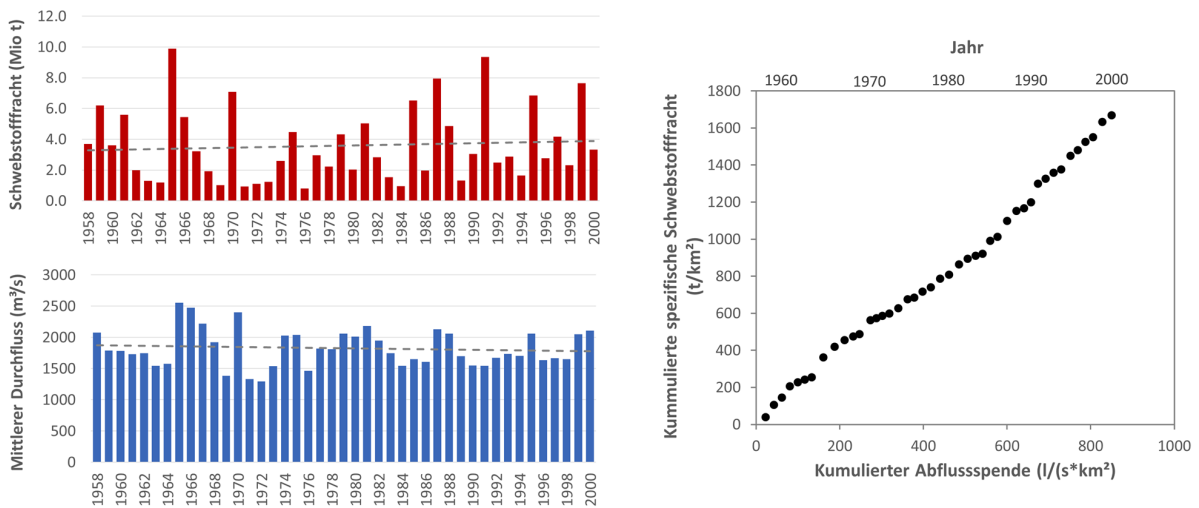 Schwebstofffracht (Mio t)
12.0
10.0
8.0
6.0
4.0
2.0
0.0
1958 1960 1962 1964 1966 1968 1970 1972 1974 1976 1978 1980 1982 1984 1986 1988 1990 1992 1994 1996 1998 2000
Mittlerer Durchfluss (m³/s)
3000
2500
2000
1500
1000
500
0
1958 1960 1962 1964 1966 1968 1970 1972 1974 1976 1978 1980 1982 1984 1986 1988 1990 1992 1994 1996 1998 2000
Jahr
1960 1970 1980 1990 2000
Kummulierte spezifische Schwebstofffracht
(t/km²)
1800
1600
1400
1200
1000
800
600
400
200
0
0 200 400 600 800 1000
Kumulierter Abflussspende (l/(s*km²)